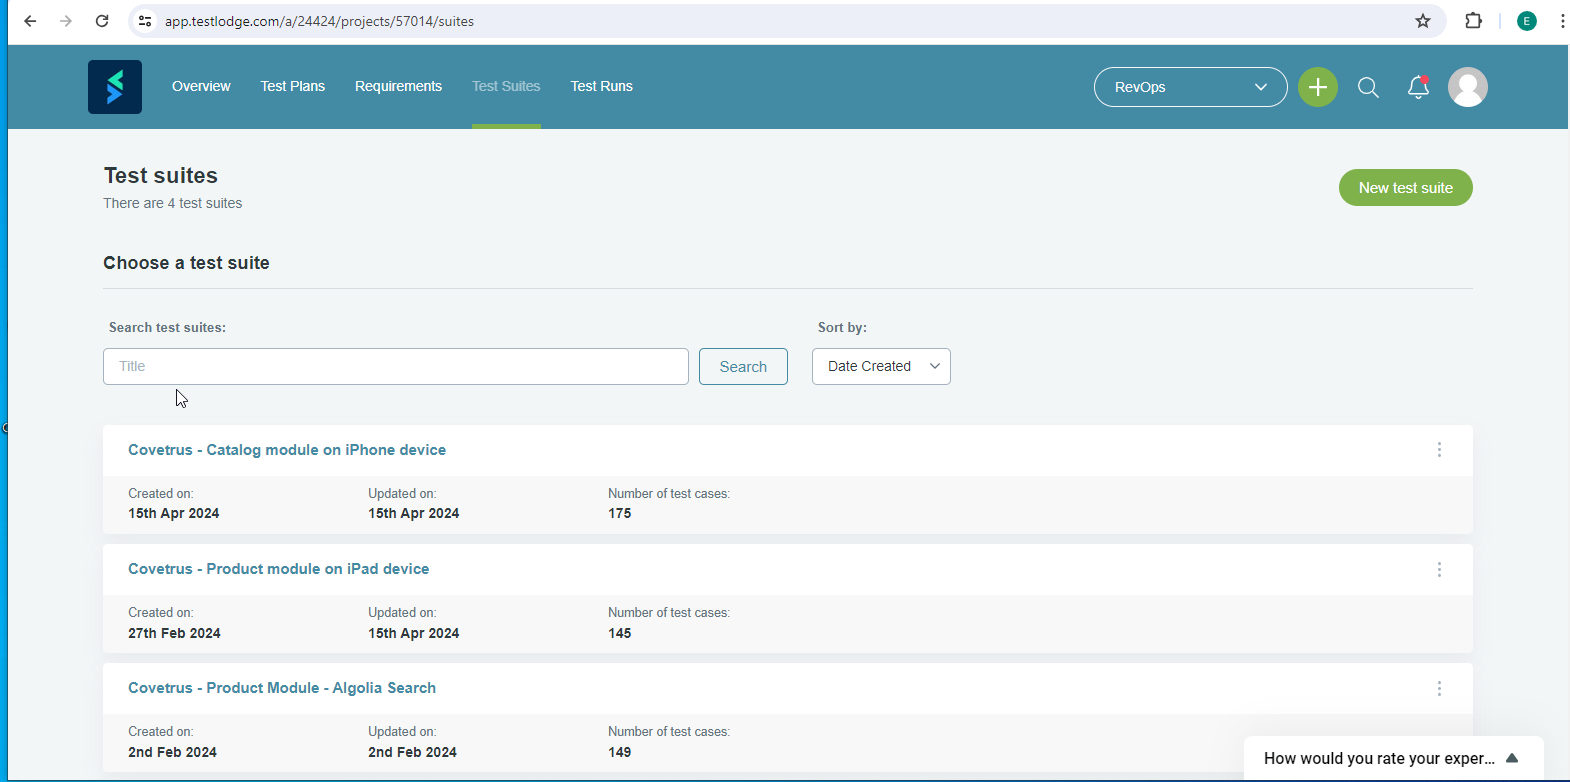 app.testlodge.com/a/24424/projects/57014/suites
E
Overview Test Plans Requirements Test Suites Test Runs
RevOps
Test suites
There are 4 test suites
New test suite
Choose a test suite
Search test suites:
Sort by:
Title
Search
Date Created
Covetrus - Catalog module on iPhone device
Created on: Updated on: Number of test cases:
15th Apr 2024 15th Apr 2024 175
Covetrus - Product module on iPad device
Created on: Updated on: Number of test cases:
27th Feb 2024 15th Apr 2024 145
Covetrus - Product Module - Algolia Search
Created on: Updated on: Number of test cases:
2nd Feb 2024 2nd Feb 2024 149
How would you rate your exper...